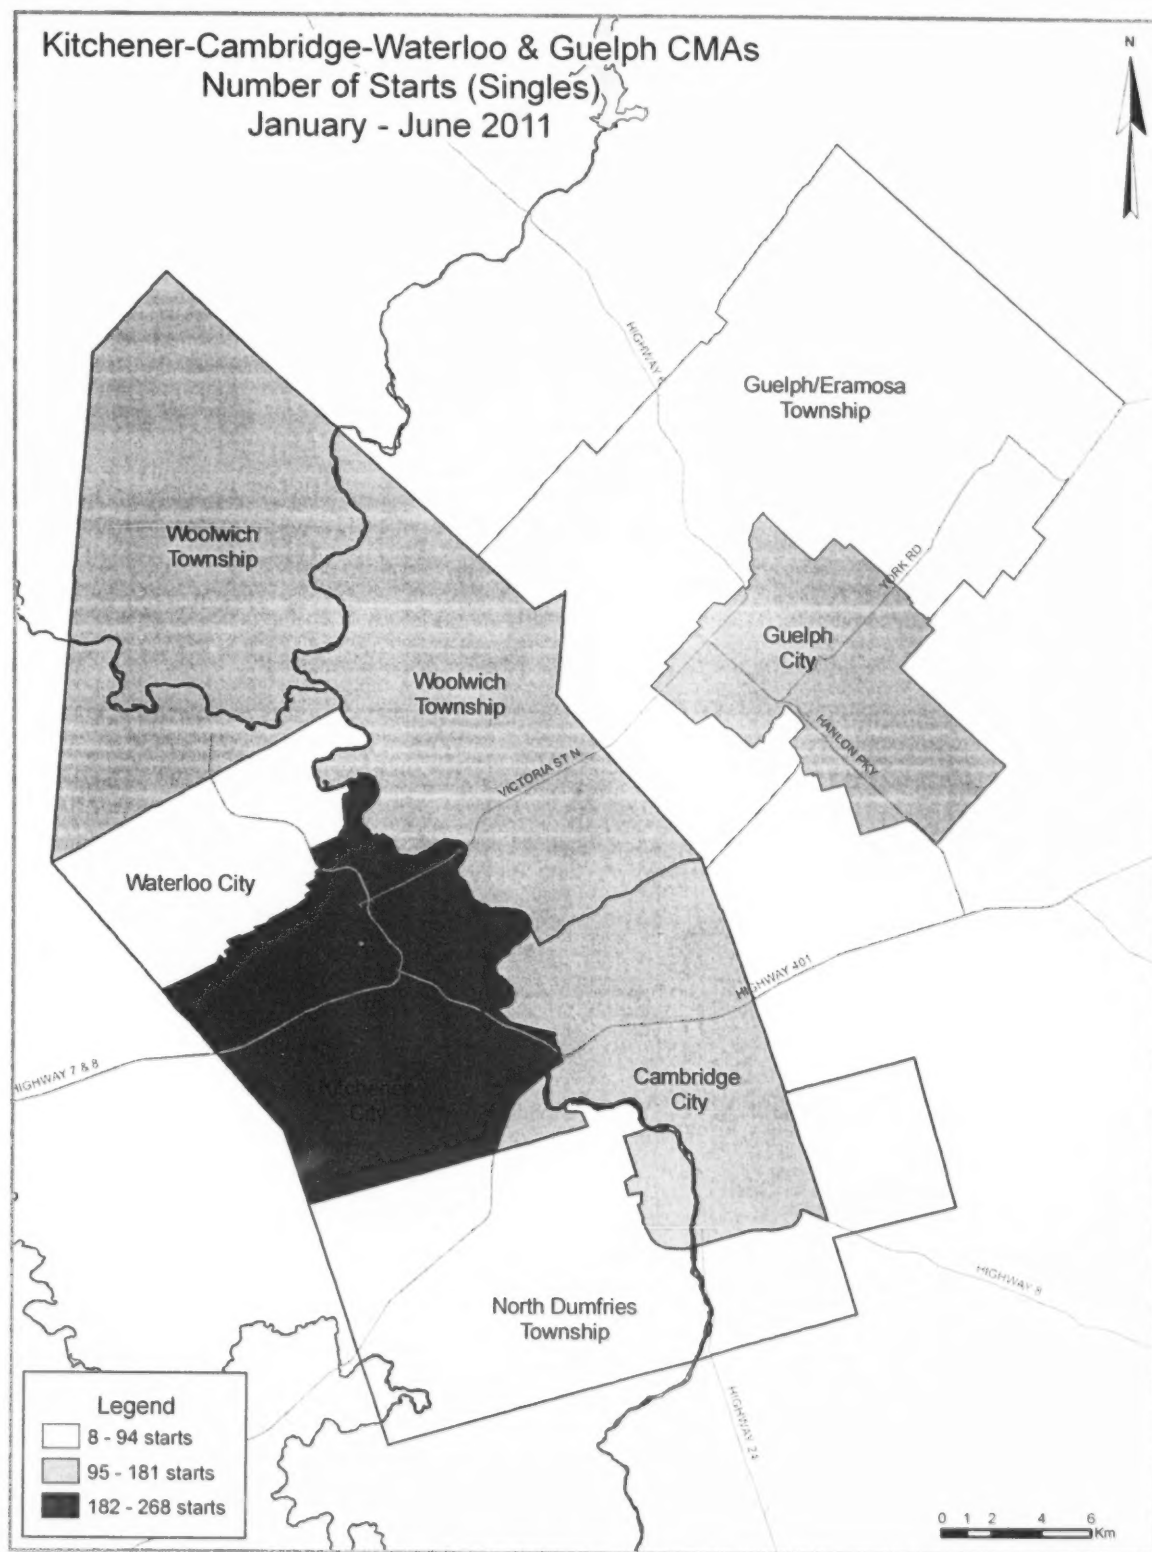 Kitchener-Cambridge-Waterloo & Guelph CMAs
Number of Starts (Singles)
January - June 2011
N
HIGHWAY
Guelph/Eramosa
Township
Woolwich
Township
YORK RD
Guelph
City
Woolwich
Township
HANLON PKY
VICTORIA ST N
Waterloo City
HIGHWAY 401
HIGHWAY 7 & 8
Kitchener
City
Cambridge
City
HIGHWAY 8
North Dumfries
Township
HIGHWAY 24
Legend
8 - 94 starts
95 - 181 starts
182 - 268 starts
0 1 2 4 6
Km